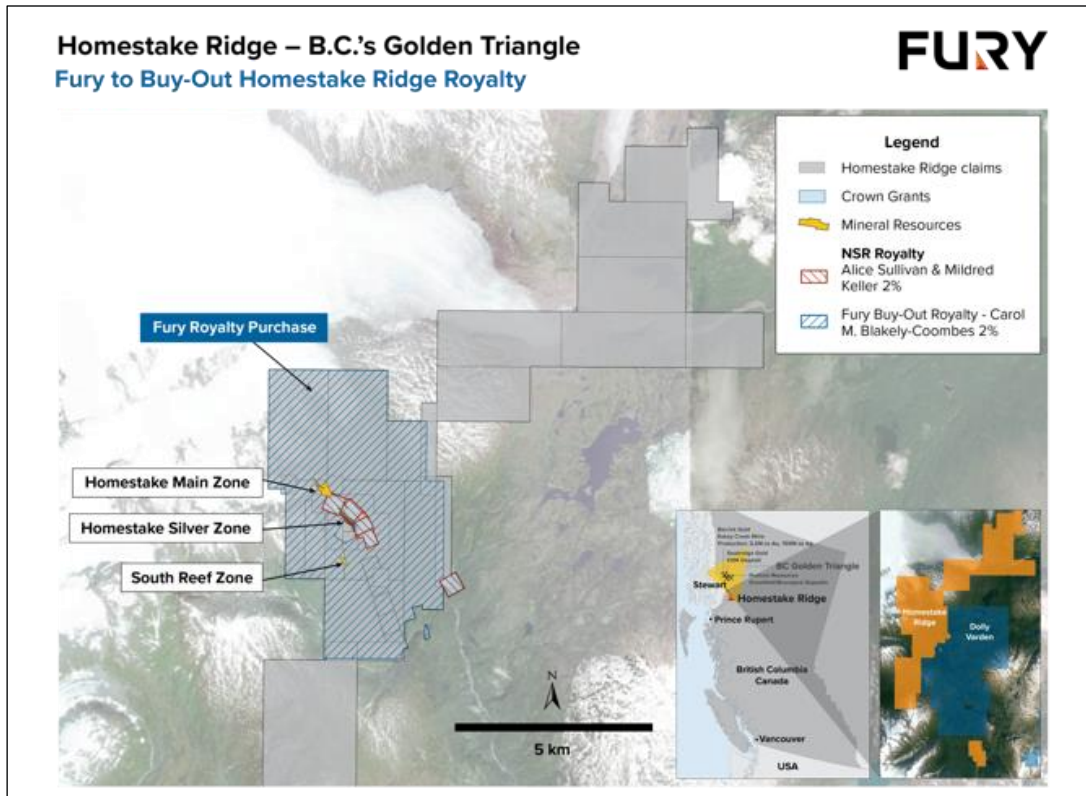 Homestake Ridge – B.C.'s Golden Triangle
Fury to Buy-Out Homestake Ridge Royalty
FURY
Legend
Homestake Ridge claims
Crown Grants
Mineral Resources
NSR Royalty
Alice Sullivan & Mildred
Keller 2%
Fury Buy-Out Royalty - Carol
M. Blakely-Coombes 2%
Fury Royalty Purchase
Homestake Main Zone
Homestake Silver Zone
South Reef Zone
N
5 km
Barrick Gold
BC Golden Triangle
Stewart
Homestake Ridge
Prince Rupert
British Columbia
Canada
Vancouver
USA
Homestake
Ridge
Dolly
Varden